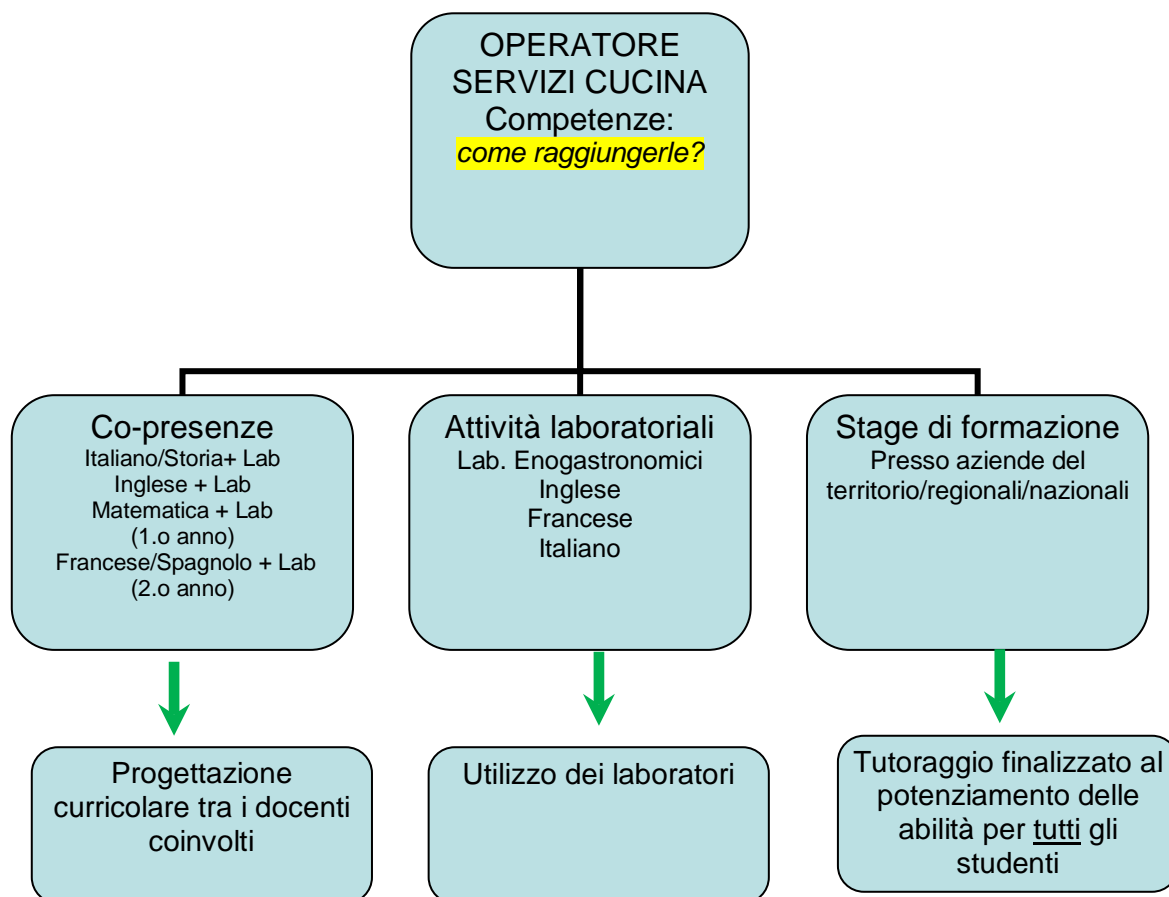 OPERATORE
SERVIZI CUCINA
Competenze:
come raggiungerle?
Co-presenze
Italiano/Storia+ Lab
Inglese + Lab
Matematica + Lab
(1.o anno)
Francese/Spagnolo + Lab
(2.o anno)
Attività laboratoriali
Lab. Enogastronomici
Inglese
Francese
Italiano
Stage di formazione
Presso aziende del
territorio/regionali/nazionali
Progettazione
curricolare tra i docenti
coinvolti
Utilizzo dei laboratori
Tutoraggio finalizzato al
potenziamento delle
abilità per tutti gli
studenti